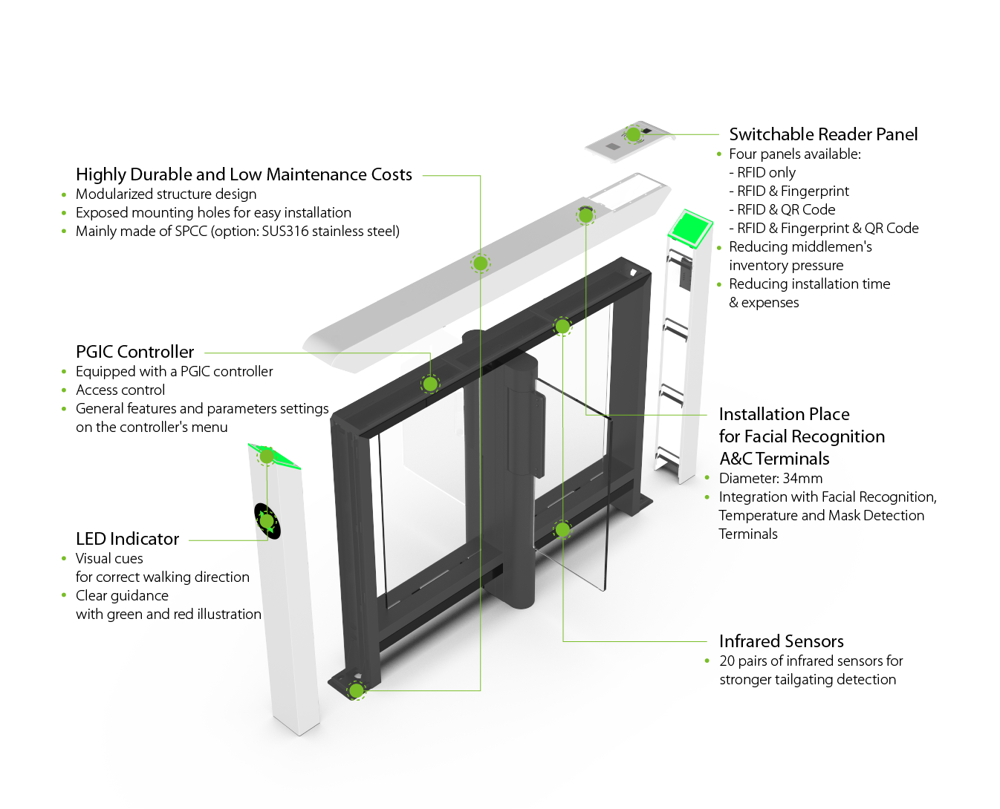 Highly Durable and Low Maintenance Costs
• Modularized structure design
• Exposed mounting holes for easy installation
• Mainly made of SPCC (option: SUS316 stainless steel)
PGIC Controller
• Equipped with a PGIC controller
• Access control
• General features and parameters settings
on the controller's menu
LED Indicator
• Visual cues
for correct walking direction
• Clear guidance
with green and red illustration
Switchable Reader Panel
• Four panels available:
- RFID only
- RFID & Fingerprint
- RFID & QR Code
- RFID & Fingerprint & QR Code
• Reducing middlemen's
inventory pressure
• Reducing installation time
& expenses
Installation Place
for Facial Recognition
A&C Terminals
• Diameter: 34mm
• Integration with Facial Recognition,
Temperature and Mask Detection
Terminals
Infrared Sensors
• 20 pairs of infrared sensors for
stronger tailgating detection